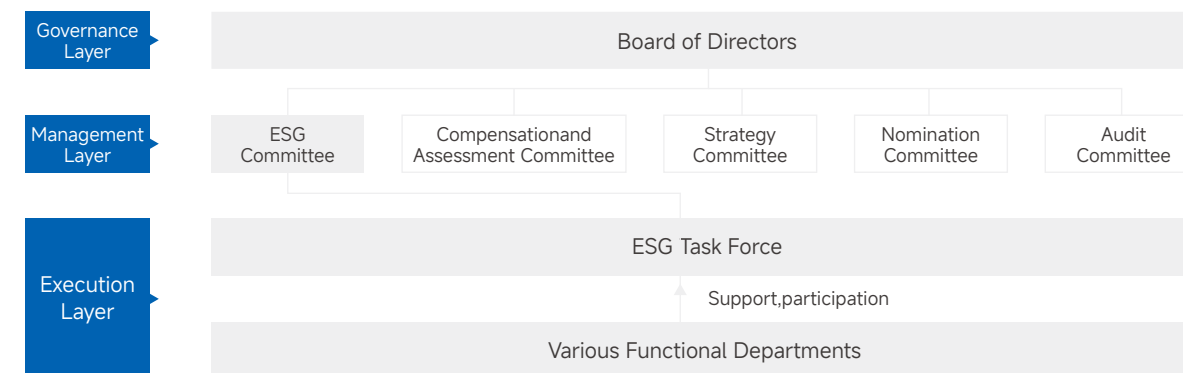 Governance
Layer
Board of Directors
Management
Layer
ESG
Committee
Compensationand
Assessment Committee
Strategy
Committee
Nomination
Committee
Audit
Committee
Execution
Layer
ESG Task Force
Support,participation
Various Functional Departments